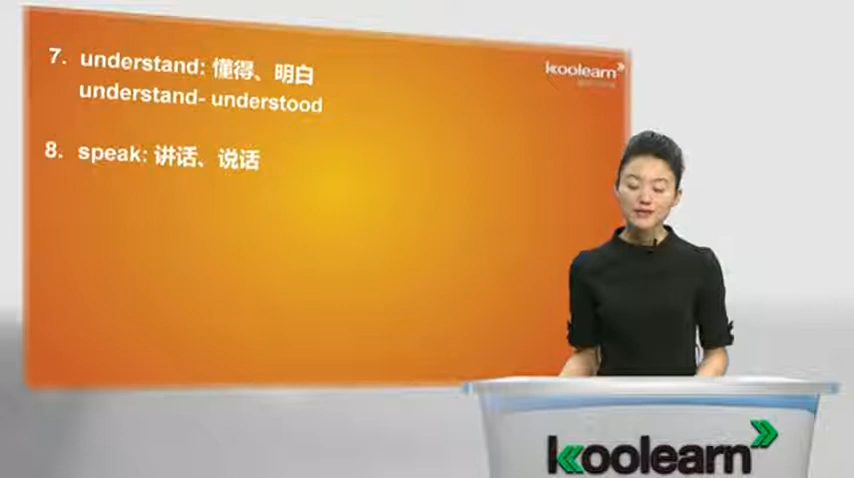 7. understand: 懂得、明白
understand- understood
8. speak: 讲话、说话
koolearn
koolearn